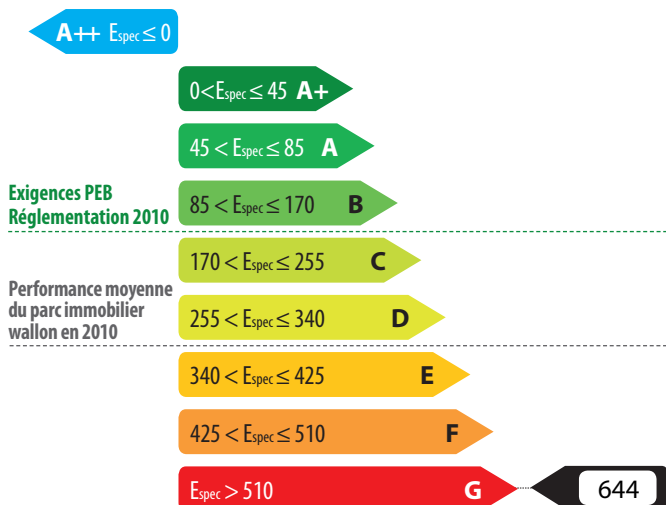 A++ Espec ≤ 0
0 < Espec ≤ 45 A+
45 < Espec ≤ 85 A
Exigences PEB
Réglementation 2010
85 < Espec ≤ 170 B
170 < Espec ≤ 255 C
Performance moyenne
du parc immobilier
wallon en 2010
255 < Espec ≤ 340 D
340 < Espec ≤ 425 E
425 < Espec ≤ 510 F
Espec > 510 G 644